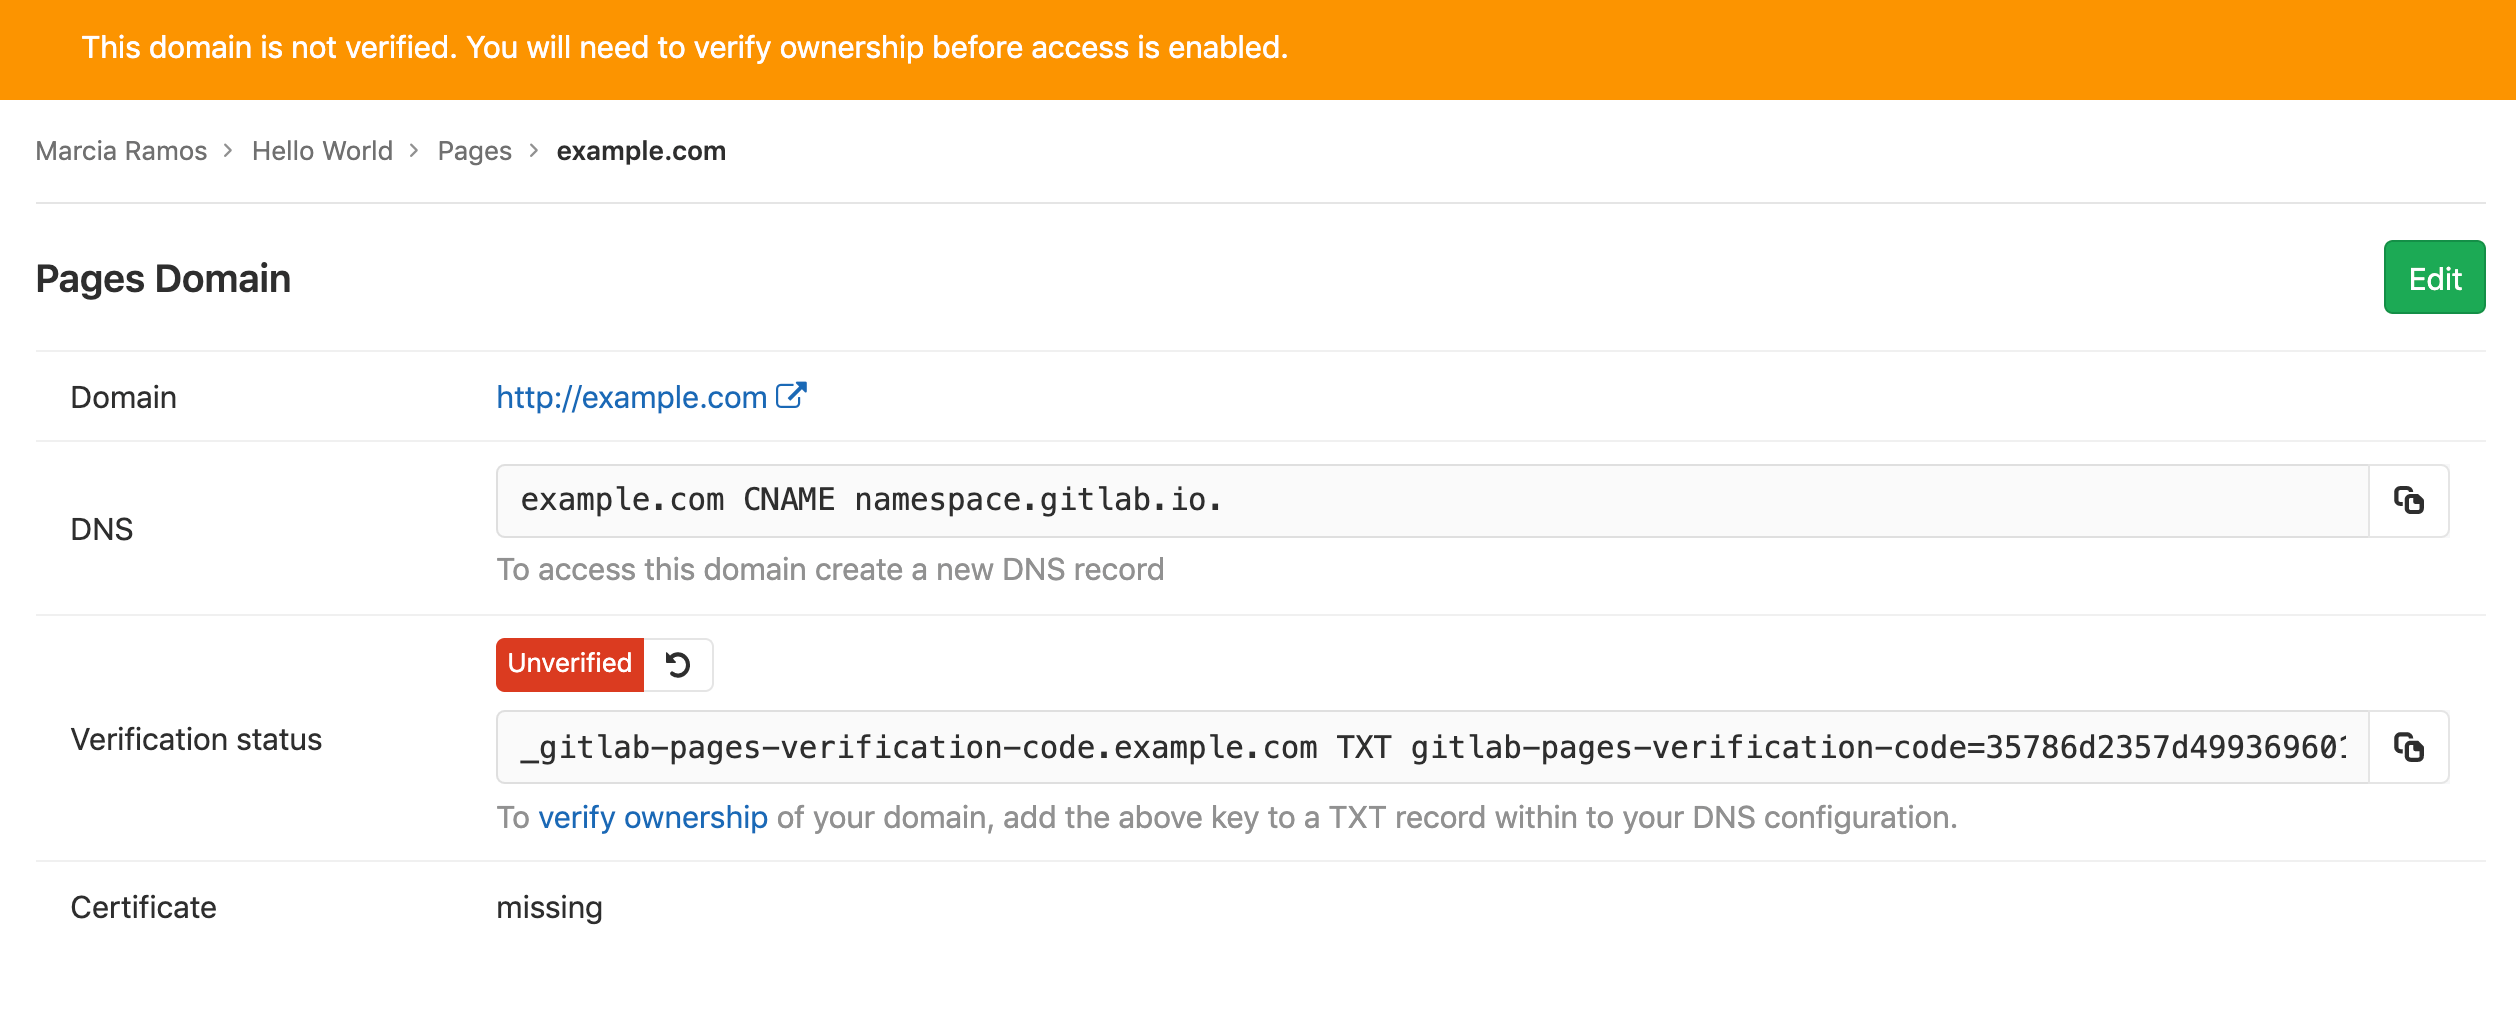 This domain is not verified. You will need to verify ownership before access is enabled.
Marcia Ramos > Hello World > Pages > example.com
Pages Domain
Edit
Domain
http://example.com
DNS
example.com CNAME namespace.gitlab.io.
To access this domain create a new DNS record
Unverified
Verification status
_gitlab-pages-verification-code.example.com TXT gitlab-pages-verification-code=35786d2357d499369601
To verify ownership of your domain, add the above key to a TXT record within to your DNS configuration.
Certificate
missing